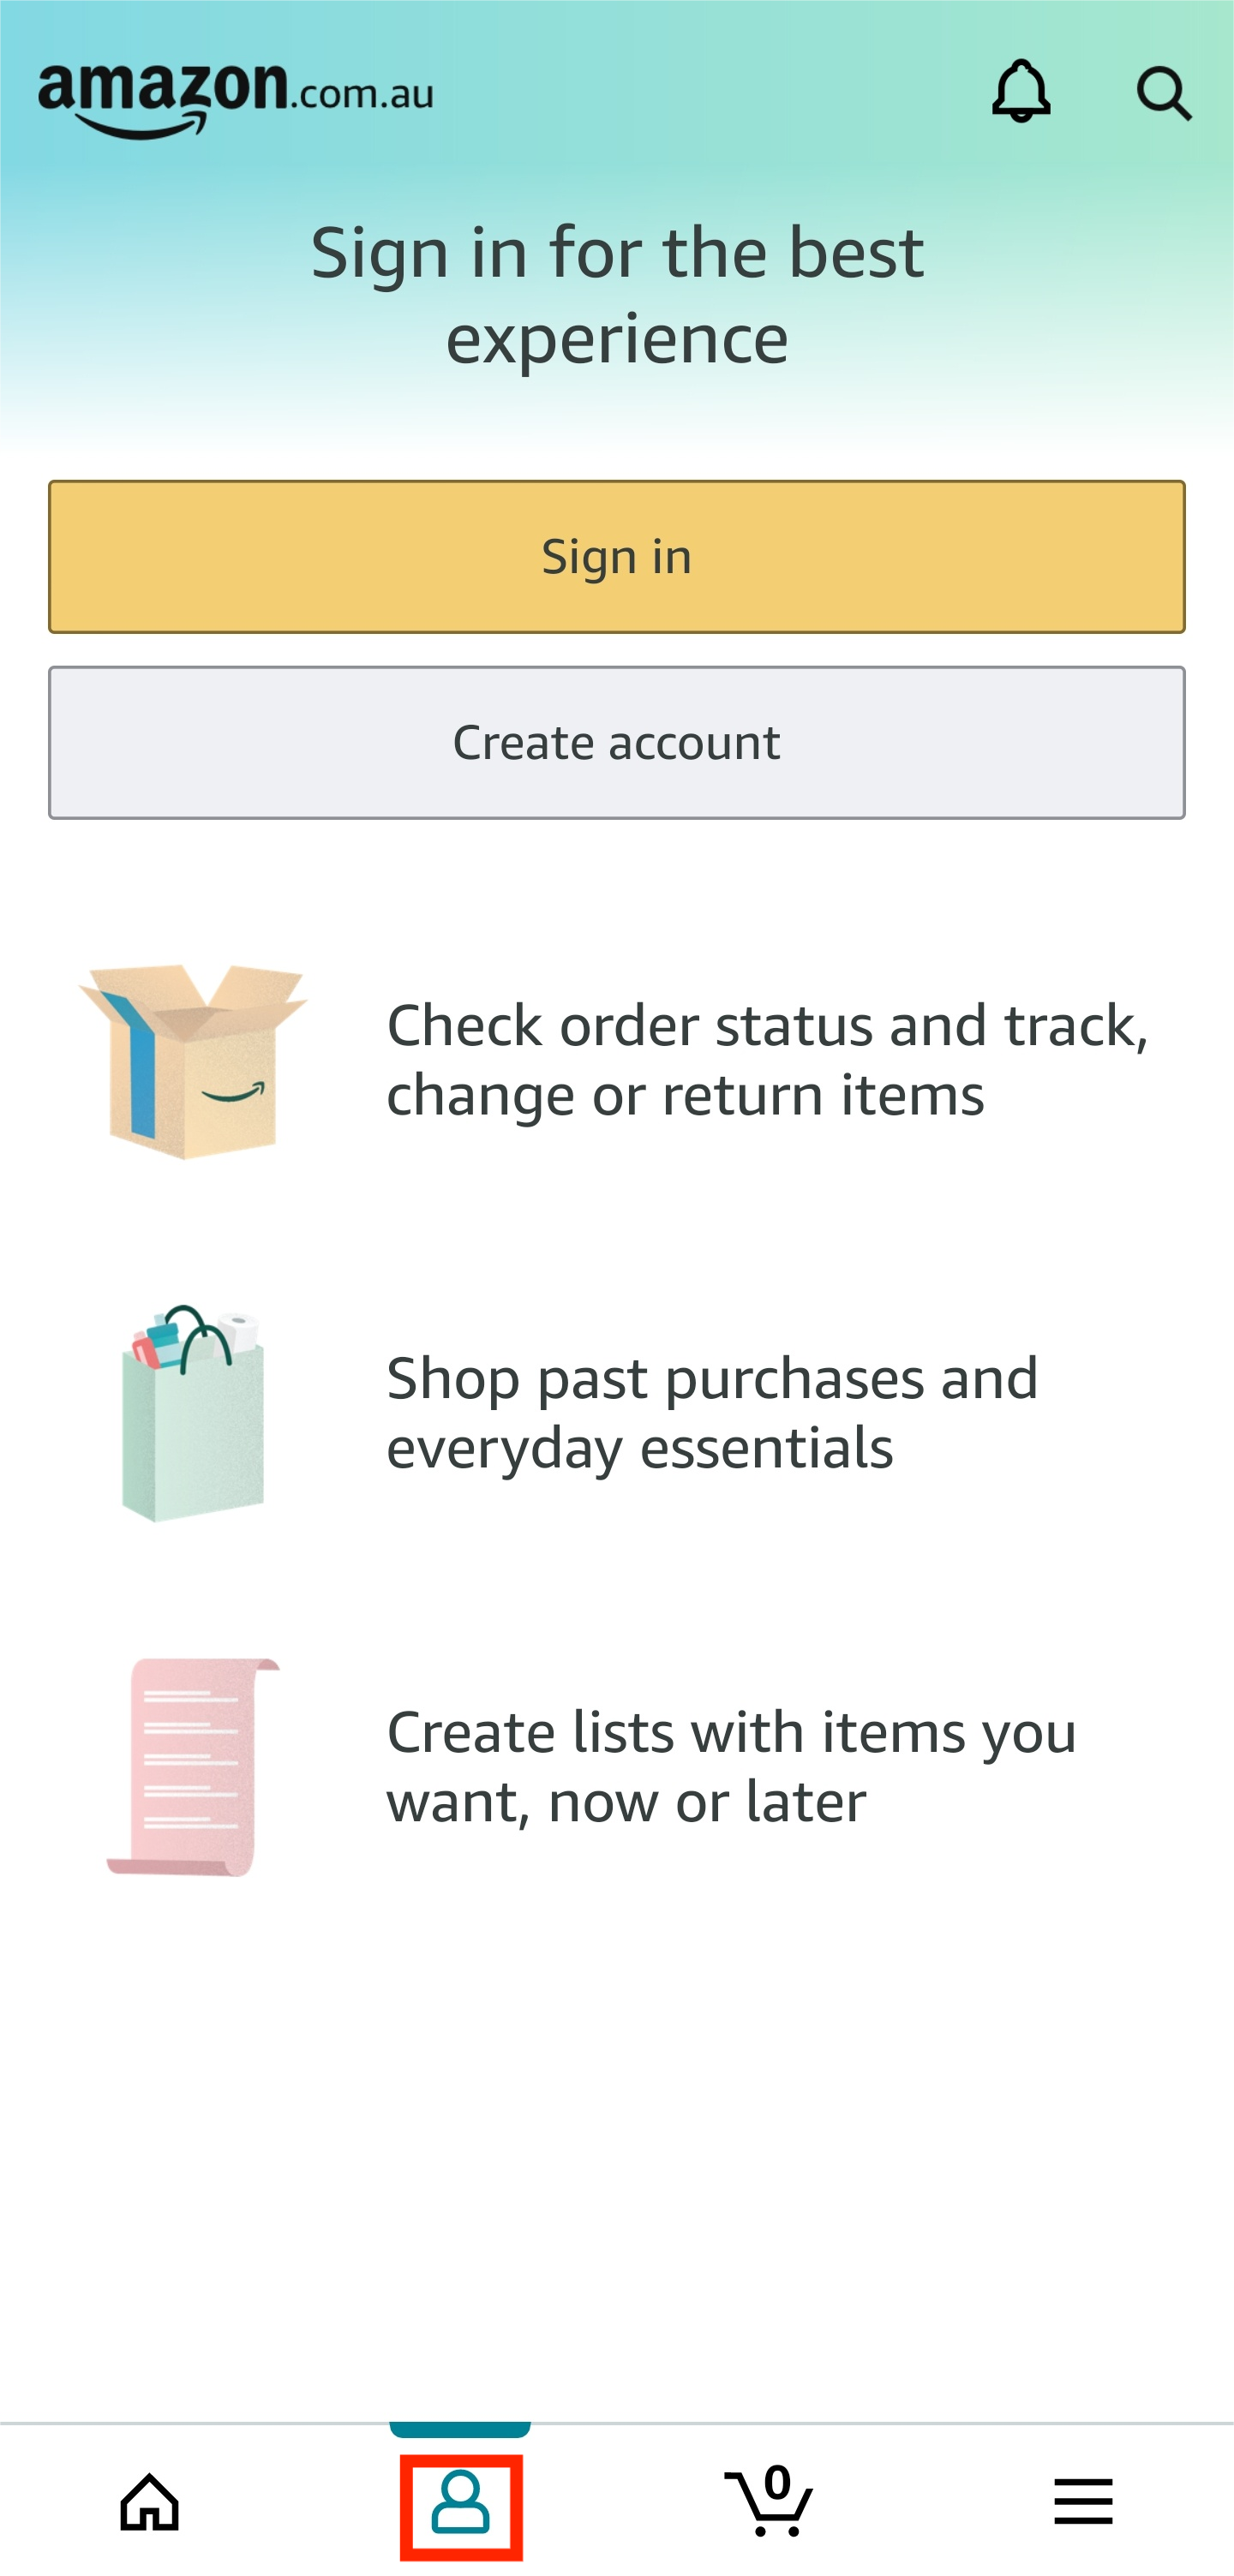 amazon.com.au
Sign in for the best
experience
Sign in
Create account
Check order status and track,
change or return items
Shop past purchases and
everyday essentials
Create lists with items you
want, now or later
0